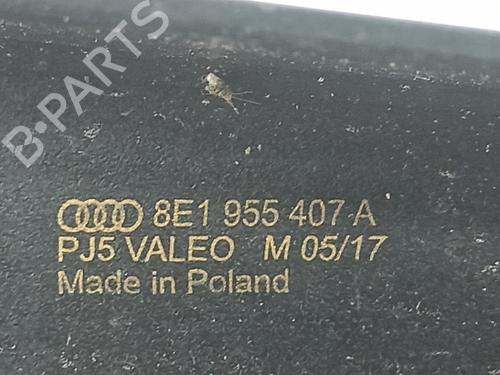 B-PARTS
8E1 955 407 A
PJ5 VALEO M 05/17
Made in Poland